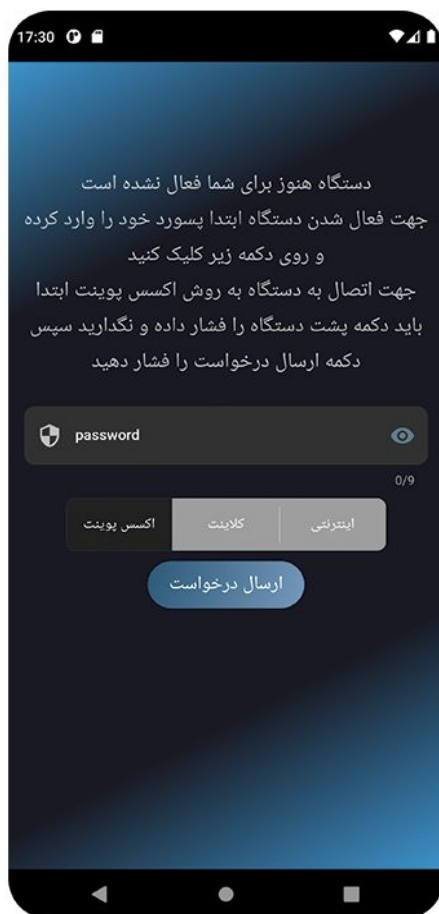 17:30
دستگاه هنوز برای شما فعال نشده است
جهت فعال شدن دستگاه ابتدا پسورد خود را وارد کرده
و روی دکمه زیر کلیک کنید
جهت اتصال به دستگاه به روش اکسس پوینت ابتدا
باید دکمه پشت دستگاه را فشار داده و نگدارید سپس
دکمه ارسال درخواست را فشار دهید
password
0/9
اینترنتی کلاینت اکسس پوینت
ارسال درخواست